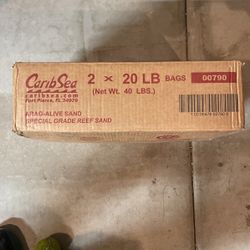 CaribSea
caribsea.com
Fort Pierce, FL 34979
2 × 20 LB BAGS
(Net Wt. 40 LBS.)
00790
ARAG-ALIVE SAND
SPECIAL GRADE REEF SAND